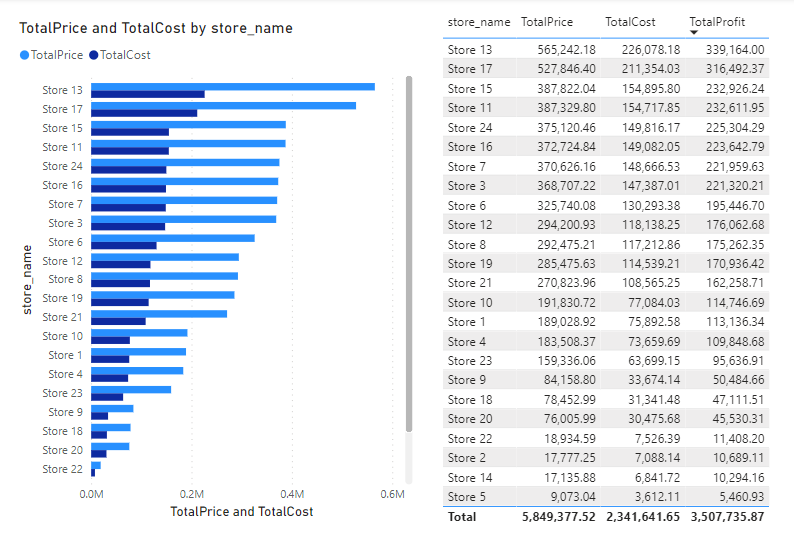 TotalPrice and TotalCost by store_name
TotalPrice TotalCost
store_name
Store 13
Store 17
Store 15
Store 11
Store 24
Store 16
Store 7
Store 3
Store 6
Store 12
Store 8
Store 19
Store 21
Store 10
Store 1
Store 4
Store 23
Store 9
Store 18
Store 20
Store 22
0.0M 0.2M 0.4M 0.6M
TotalPrice and TotalCost
store_name TotalPrice TotalCost TotalProfit
Store 13 565,242.18 226,078.18 339,164.00
Store 17 527,846.40 211,354.03 316,492.37
Store 15 387,822.04 154,895.80 232,926.24
Store 11 387,329.80 154,717.85 232,611.95
Store 24 375,120.46 149,816.17 225,304.29
Store 16 372,724.84 149,082.05 223,642.79
Store 7 370,626.16 148,666.53 221,959.63
Store 3 368,707.22 147,387.01 221,320.21
Store 6 325,740.08 130,293.38 195,446.70
Store 12 294,200.93 118,138.25 176,062.68
Store 8 292,475.21 117,212.86 175,262.35
Store 19 285,475.63 114,539.21 170,936.42
Store 21 270,823.96 108,565.25 162,258.71
Store 10 191,830.72 77,084.03 114,746.69
Store 1 189,028.92 75,892.58 113,136.34
Store 4 183,508.37 73,659.69 109,848.68
Store 23 159,336.06 63,699.15 95,636.91
Store 9 84,158.80 33,674.14 50,484.66
Store 18 78,452.99 31,341.48 47,111.51
Store 20 76,005.99 30,475.68 45,530.31
Store 22 18,934.59 7,526.39 11,408.20
Store 2 17,777.25 7,088.14 10,689.11
Store 14 17,135.88 6,841.72 10,294.16
Store 5 9,073.04 3,612.11 5,460.93
Total 5,849,377.52 2,341,641.65 3,507,735.87